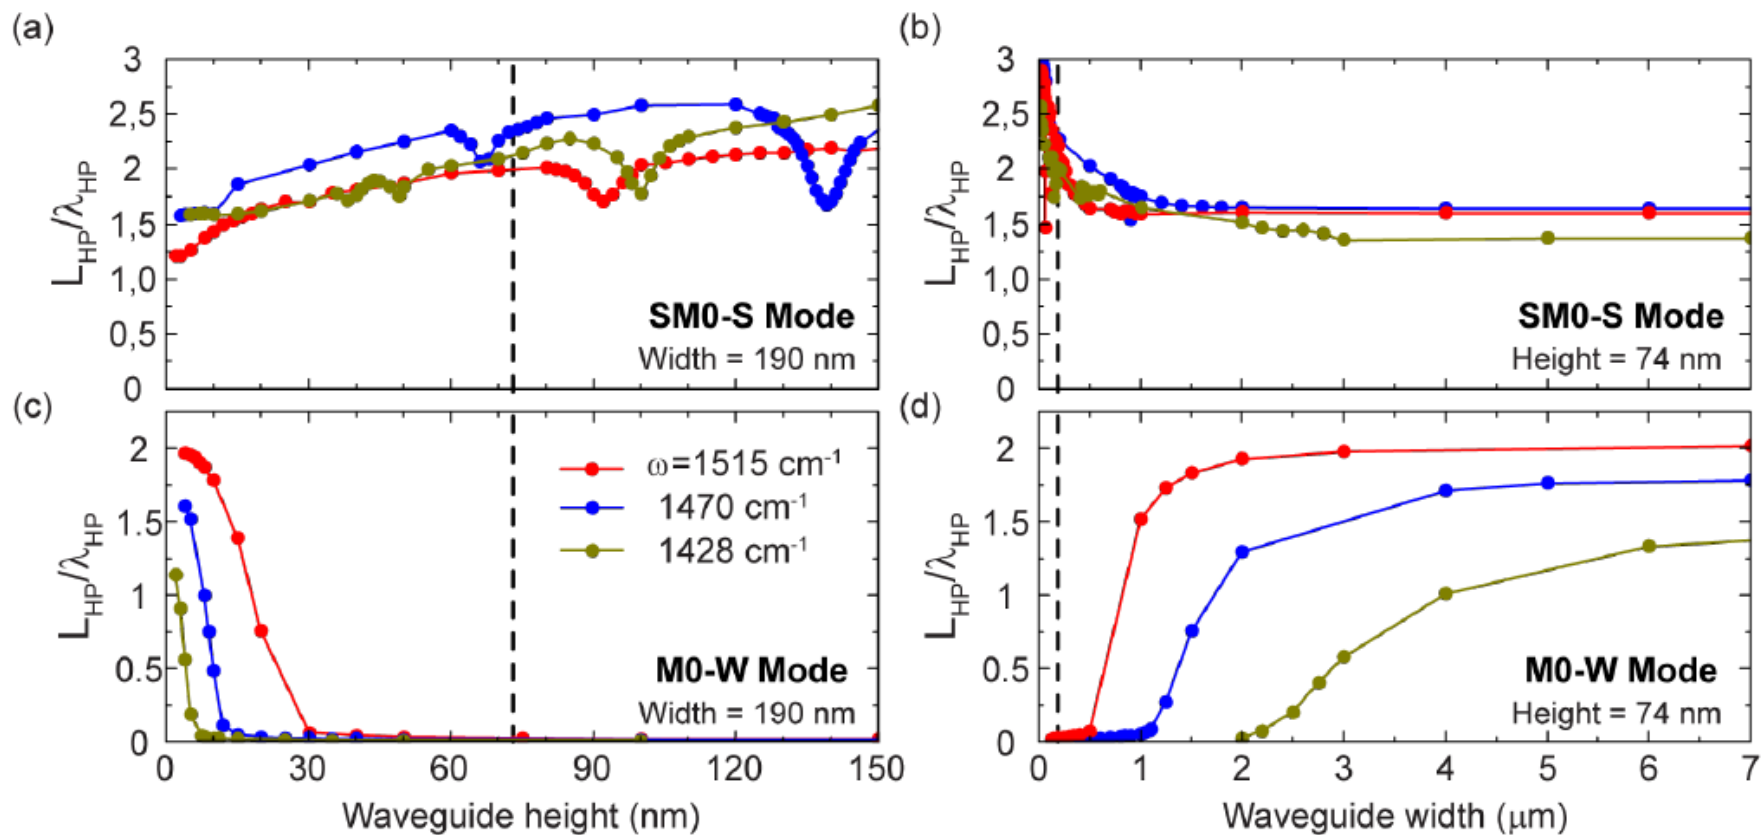 (a)
3
2,5
2
1,5
1,0
0,5
0
L_HP/λ_HP
SM0-S Mode
Width = 190 nm
(b)
3
2,5
2
1,5
1,0
0,5
0
L_HP/λ_HP
SM0-S Mode
Height = 74 nm
(c)
2
1.5
1
0.5
0
L_HP/λ_HP
ω=1515 cm⁻¹
1470 cm⁻¹
1428 cm⁻¹
M0-W Mode
Width = 190 nm
0 30 60 90 120 150
Waveguide height (nm)
(d)
2
1.5
1
0.5
0
L_HP/λ_HP
M0-W Mode
Height = 74 nm
0 1 2 3 4 5 6 7
Waveguide width (μm)